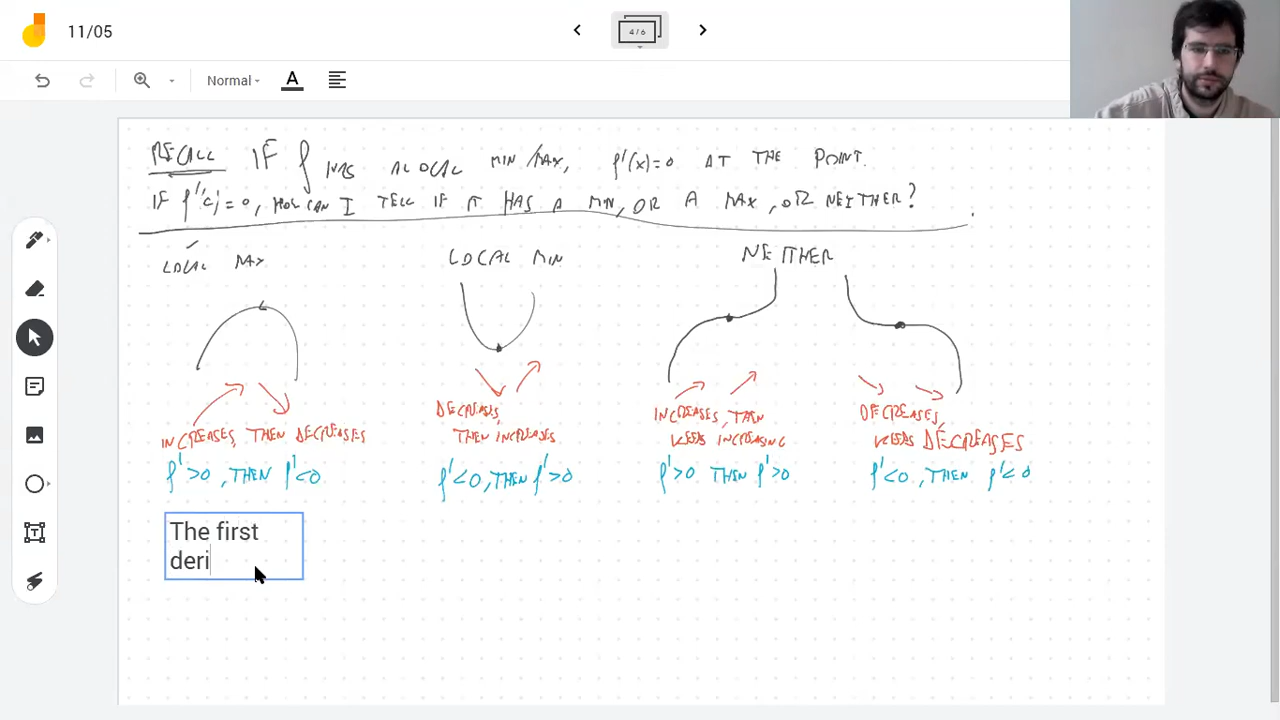 11/05
4 / 6
Normal
A
RECALL IF f HAS A LOCAL MIN/MAX, f'(x)=0 AT THE POINT.
IF f'(c)=0, HOW CAN I TELL IF IT HAS A MIN, OR A MAX, OR NEITHER?
LOCAL MAX
LOCAL MIN
NEITHER
INCREASES, THEN DECREASES
f'>0, THEN f'<0
DECREASES,
THEN INCREASES
f'<0, THEN f'>0
INCREASES, THEN
KEEPS INCREASING
f'>0 THEN f'>0
DECREASES,
KEEPS DECREASES
f'<0, THEN f'<0
The first
deri